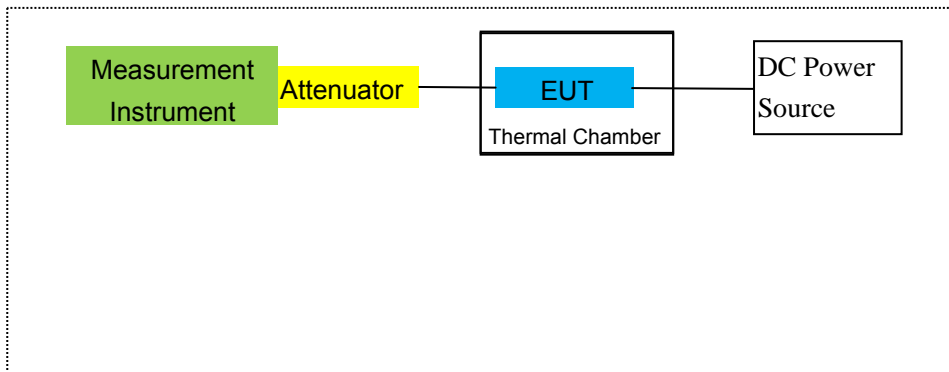 Measurement
Instrument
Attenuator
EUT
Thermal Chamber
DC Power
Source